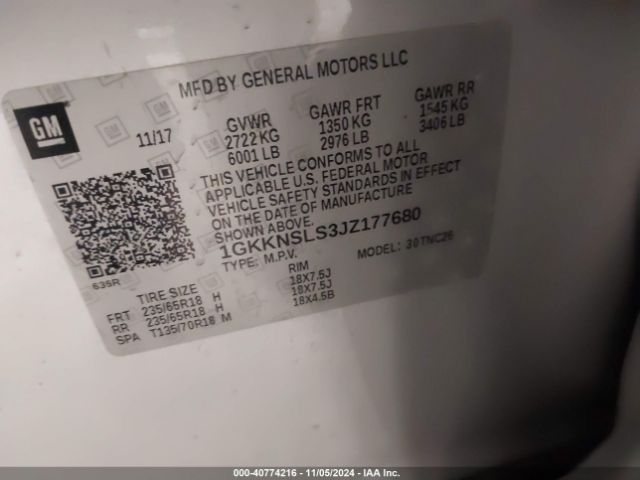 MFD BY GENERAL MOTORS LLC
GM
11/17
GVWR
2722 KG
6001 LB
GAWR FRT
1350 KG
2976 LB
GAWR RR
1545 KG
3406 LB
THIS VEHICLE CONFORMS TO ALL
APPLICABLE U.S. FEDERAL MOTOR
VEHICLE SAFETY STANDARDS IN EFFECT
ON THE DATE OF MANUFACTURE
SHOWN ABOVE.
1GKKNSLS3JZ177680
TYPE: M.P.V. MODEL: 30TNC26
635R
TIRE SIZE RIM
FRT 235/65R18 H 18X7.5J
RR 235/65R18 H 18X7.5J
SPA T135/70R18 M 18X4.5B
000-40774216 - 11/05/2024 - IAA Inc.